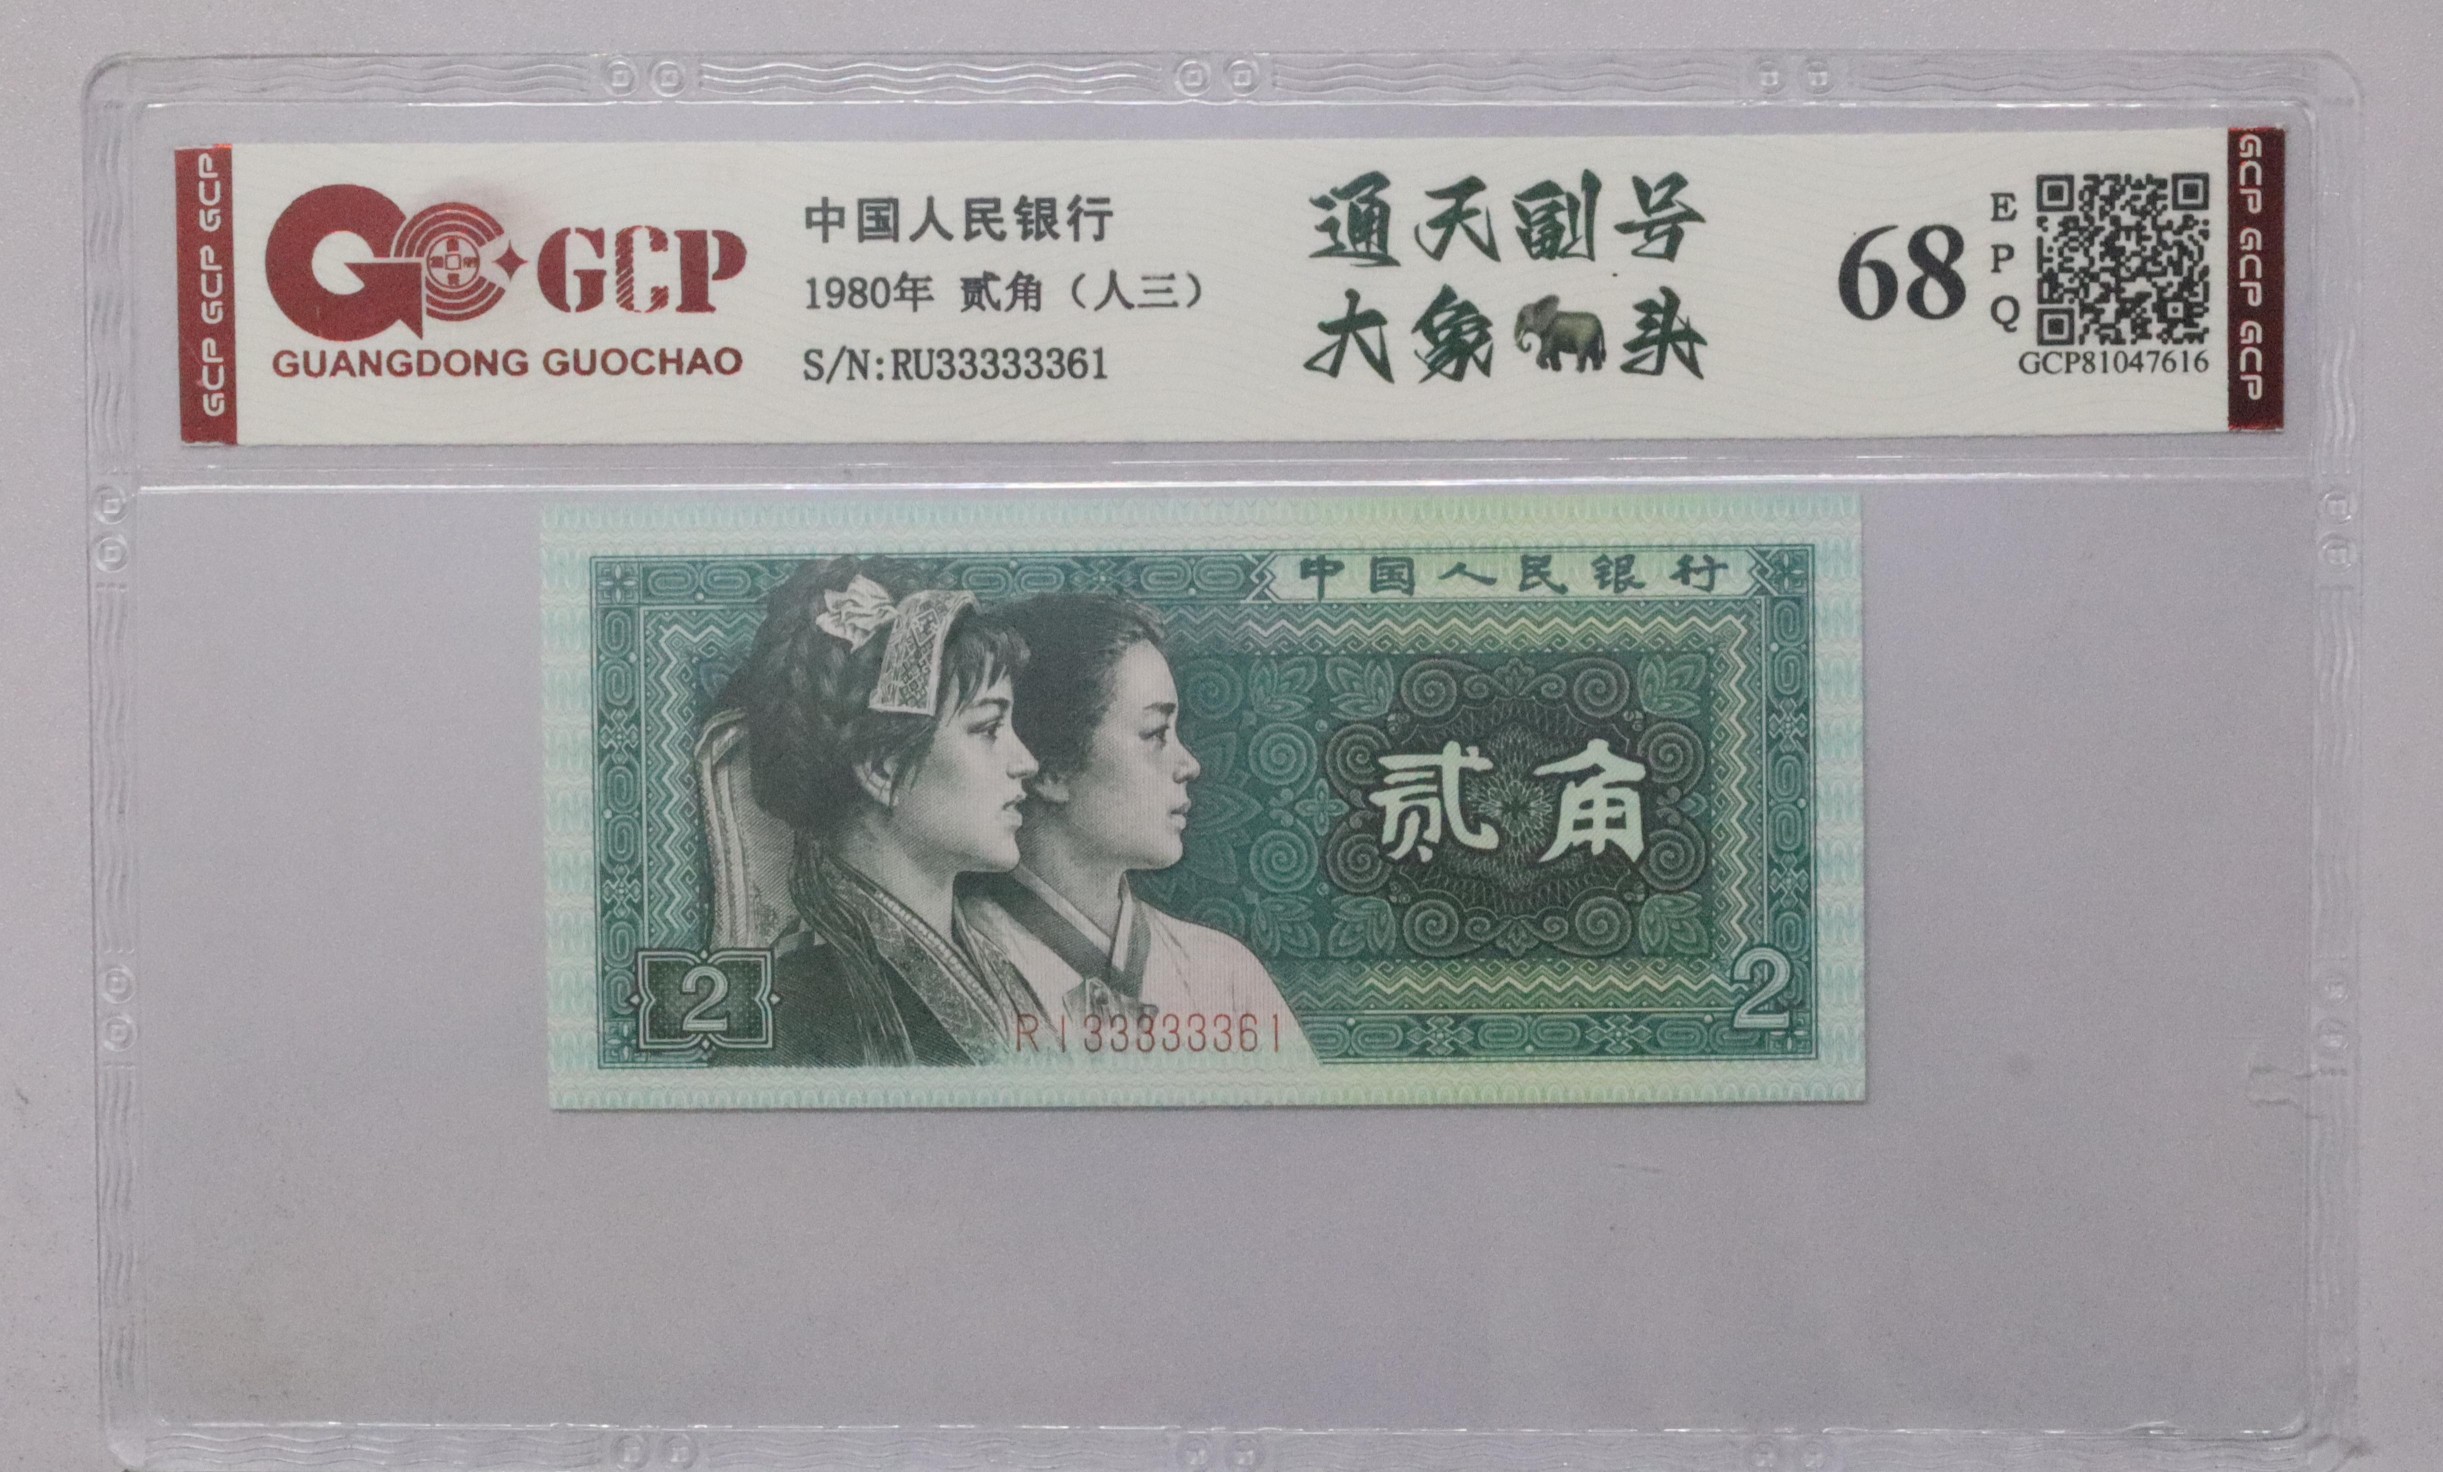 GCP GCP GCP
GCP
GUANGDONG GUOCHAO
中国人民银行
1980年 贰角（人三）
S/N:RU33333361
通天副号
大象🐘头
68
E
P
Q
GCP81047616
GCP GCP GCP
中国人民银行
贰角
2
2
RI33333361